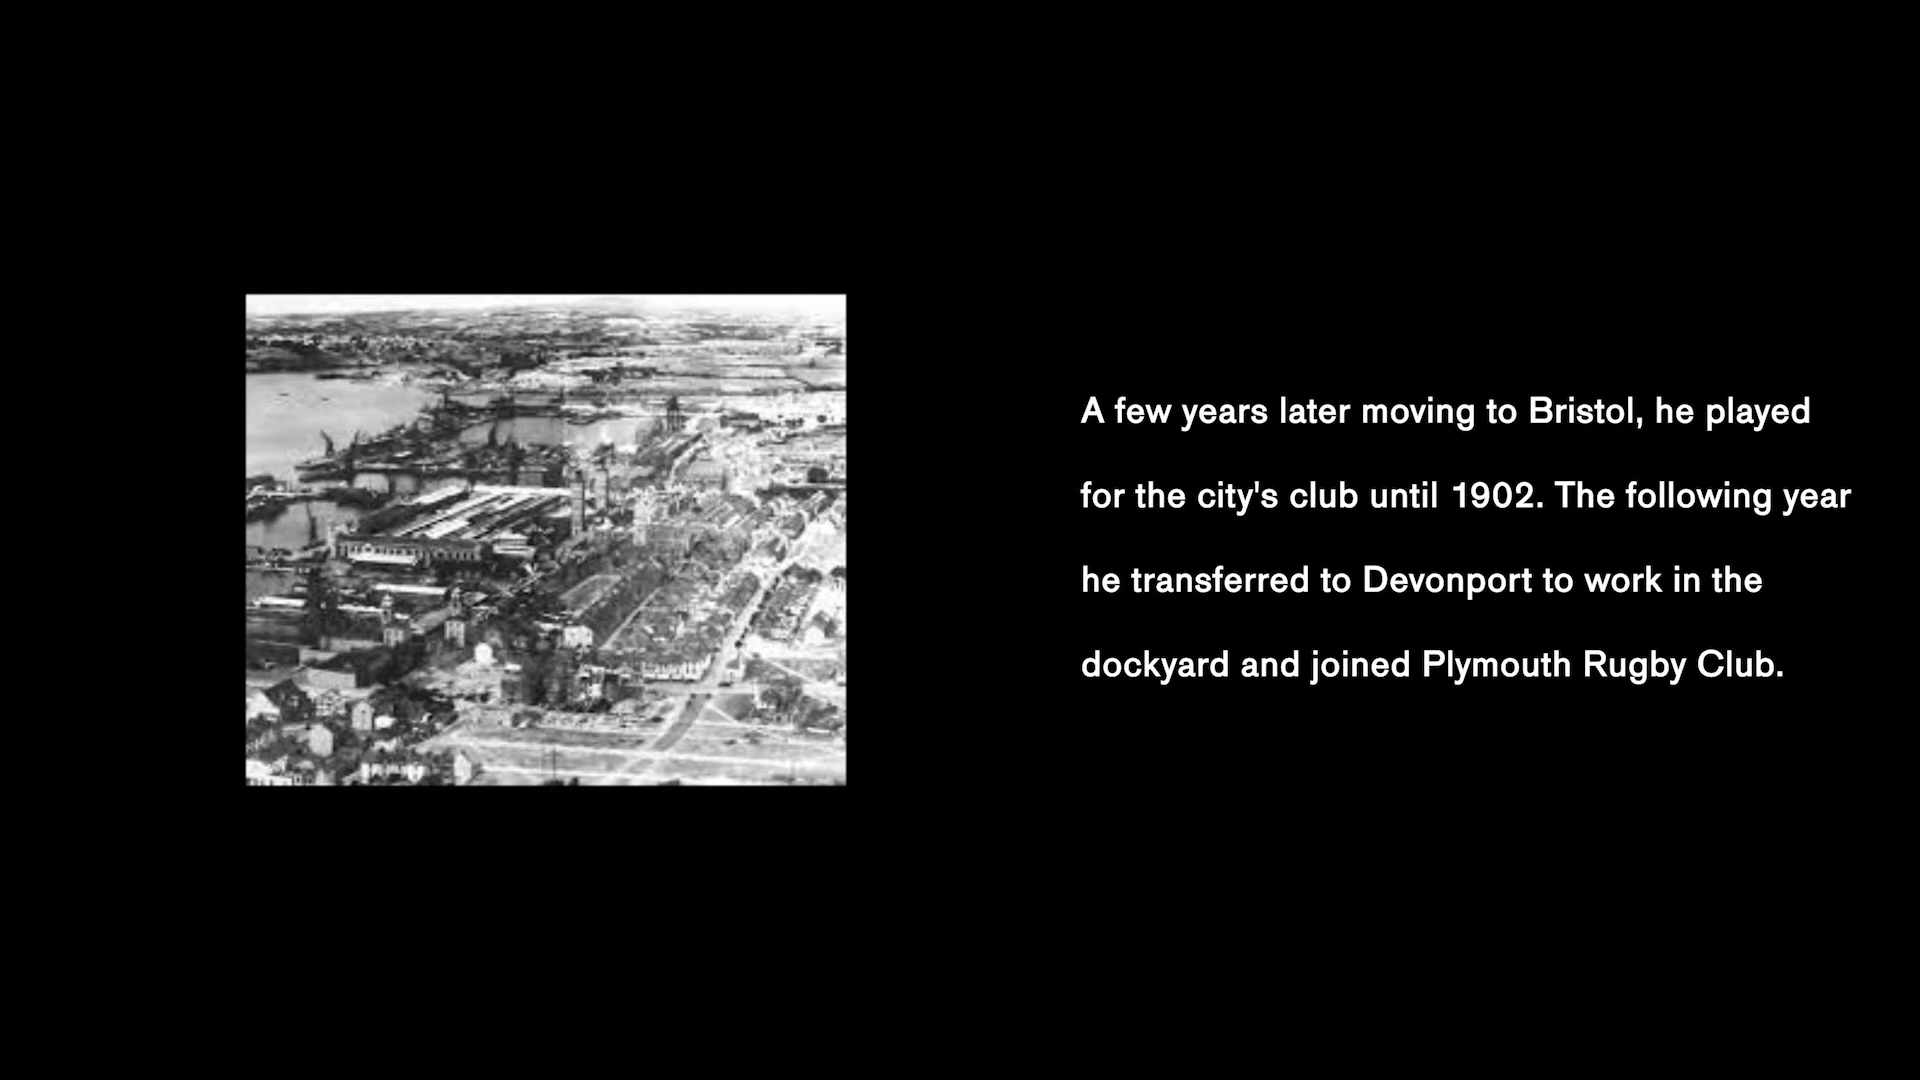 A few years later moving to Bristol, he played
for the city's club until 1902. The following year
he transferred to Devonport to work in the
dockyard and joined Plymouth Rugby Club.